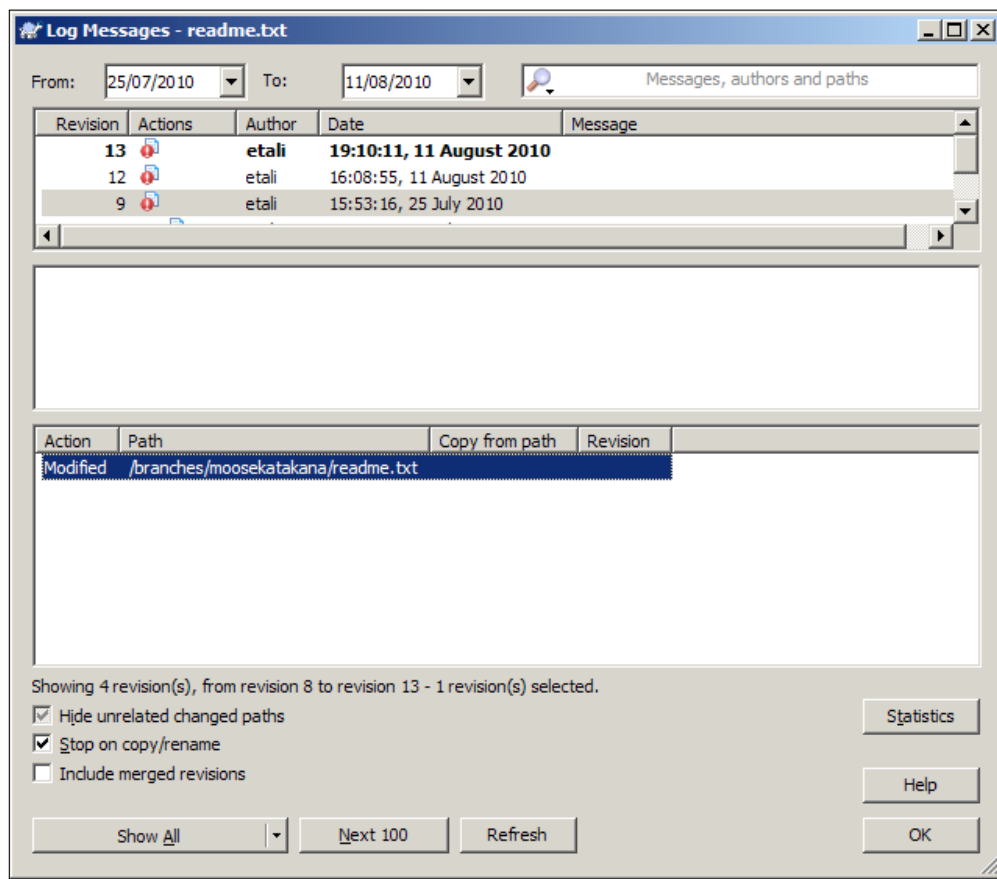 Log Messages - readme.txt
From: 25/07/2010 To: 11/08/2010 Messages, authors and paths
Revision Actions Author Date Message
13 etali 19:10:11, 11 August 2010
12 etali 16:08:55, 11 August 2010
9 etali 15:53:16, 25 July 2010
Action Path Copy from path Revision
Modified /branches/moosekatakana/readme.txt
Showing 4 revision(s), from revision 8 to revision 13 - 1 revision(s) selected.
Hide unrelated changed paths
Statistics
Stop on copy/rename
Include merged revisions
Help
Show All Next 100 Refresh OK